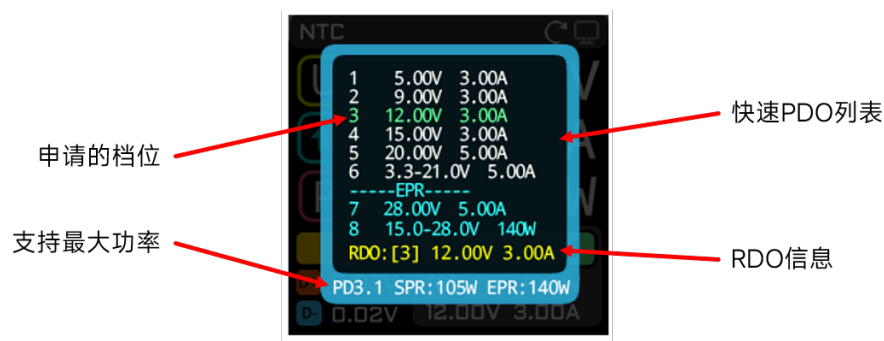 NTC
1 5.00V 3.00A
2 9.00V 3.00A
3 12.00V 3.00A
4 15.00V 3.00A
5 20.00V 5.00A
6 3.3-21.0V 5.00A
-----EPR-----
7 28.00V 5.00A
8 15.0-28.0V 140W
RDO:[3] 12.00V 3.00A
PD3.1 SPR:105W EPR:140W
D- 0.02V 12.00V 3.00A
申请的档位
支持最大功率
快速PDO列表
RDO信息